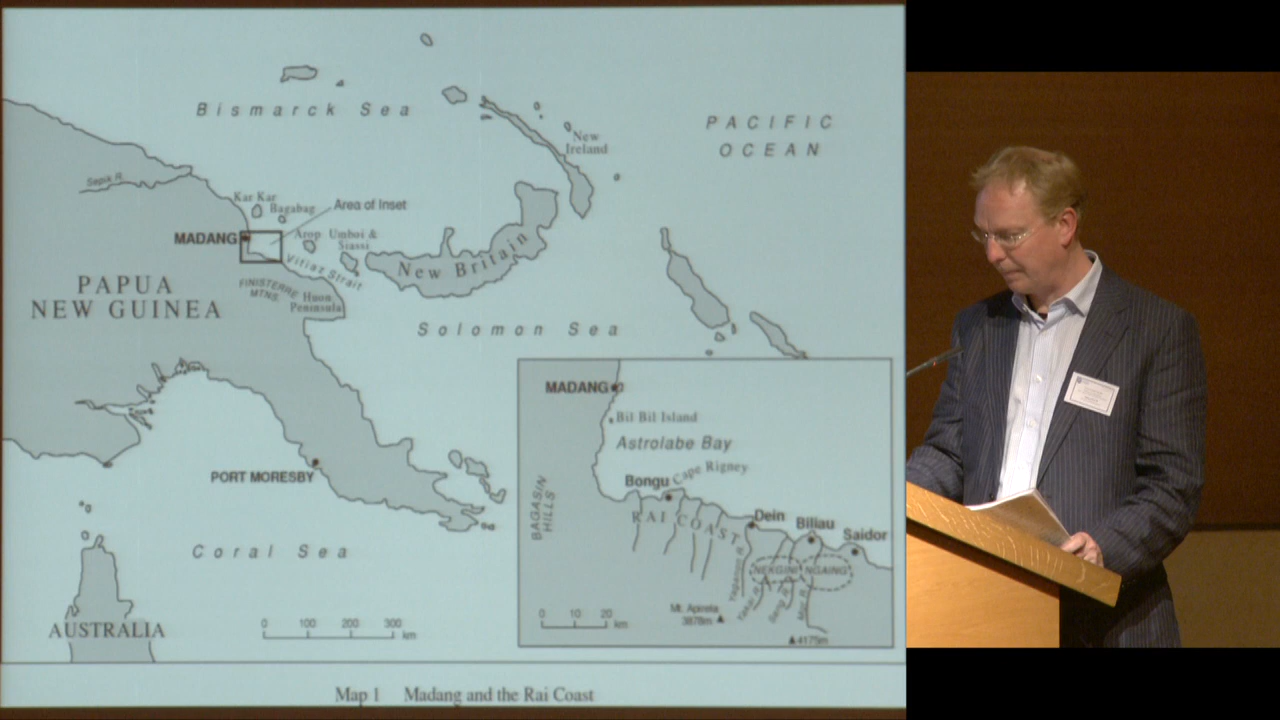 Bismarck Sea
PACIFIC
OCEAN
New
Ireland
Sepik R.
Kar Kar
Bagabag
Area of Inset
MADANG
Arop
Umboi &
Siassi
Vitiaz Strait
New Britain
PAPUA
NEW GUINEA
FINISTERRE
MTNS.
Huon
Peninsula
Solomon Sea
PORT MORESBY
Coral Sea
AUSTRALIA
0 100 200 300 km
MADANG
Bil Bil Island
Astrolabe Bay
Cape Rigney
Bongu
BAGASIN
HILLS
RAI COAST
Dein
Biliau
Saidor
NEKGINI
NGAING
0 10 20
km
3878m
4175m
Map 1 Madang and the Rai Coast